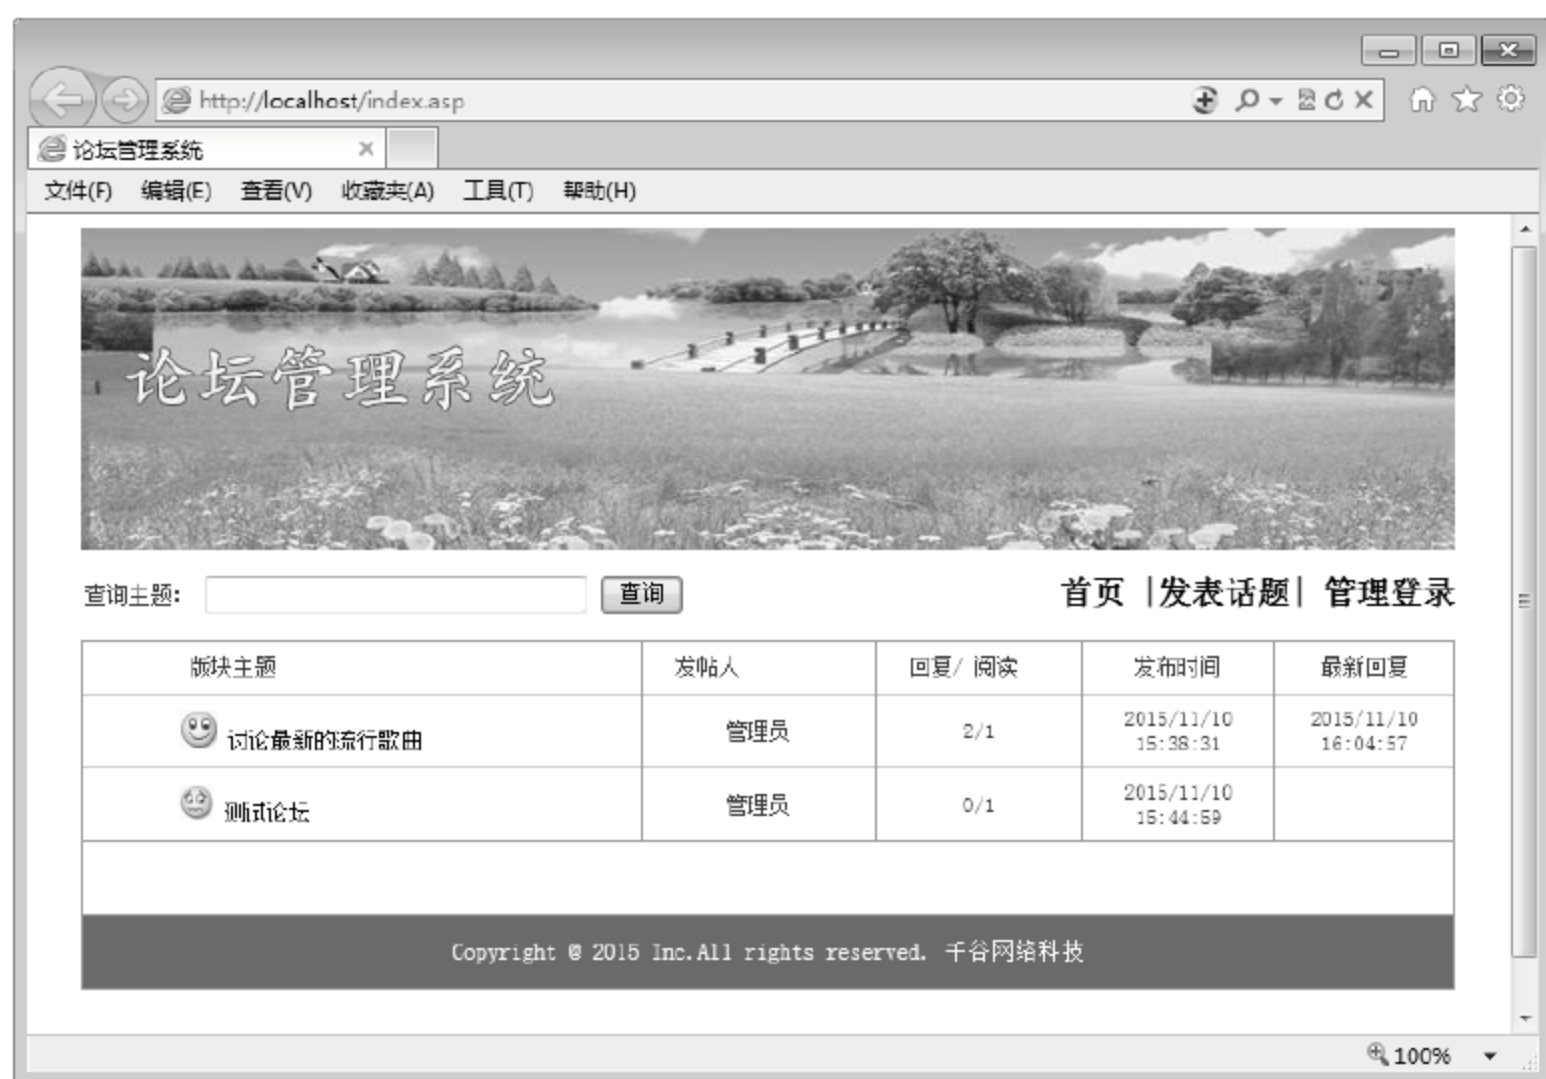 http://localhost/index.asp
论坛管理系统
文件(F) 编辑(E) 查看(V) 收藏夹(A) 工具(T) 帮助(H)
论坛管理系统
查询主题: 查询 首页 |发表话题| 管理登录
版块主题 发帖人 回复/ 阅读 发布时间 最新回复
讨论最新的流行歌曲 管理员 2/1 2015/11/10 15:38:31 2015/11/10 16:04:57
测试论坛 管理员 0/1 2015/11/10 15:44:59
Copyright @ 2015 Inc.All rights reserved. 千谷网络科技
100%